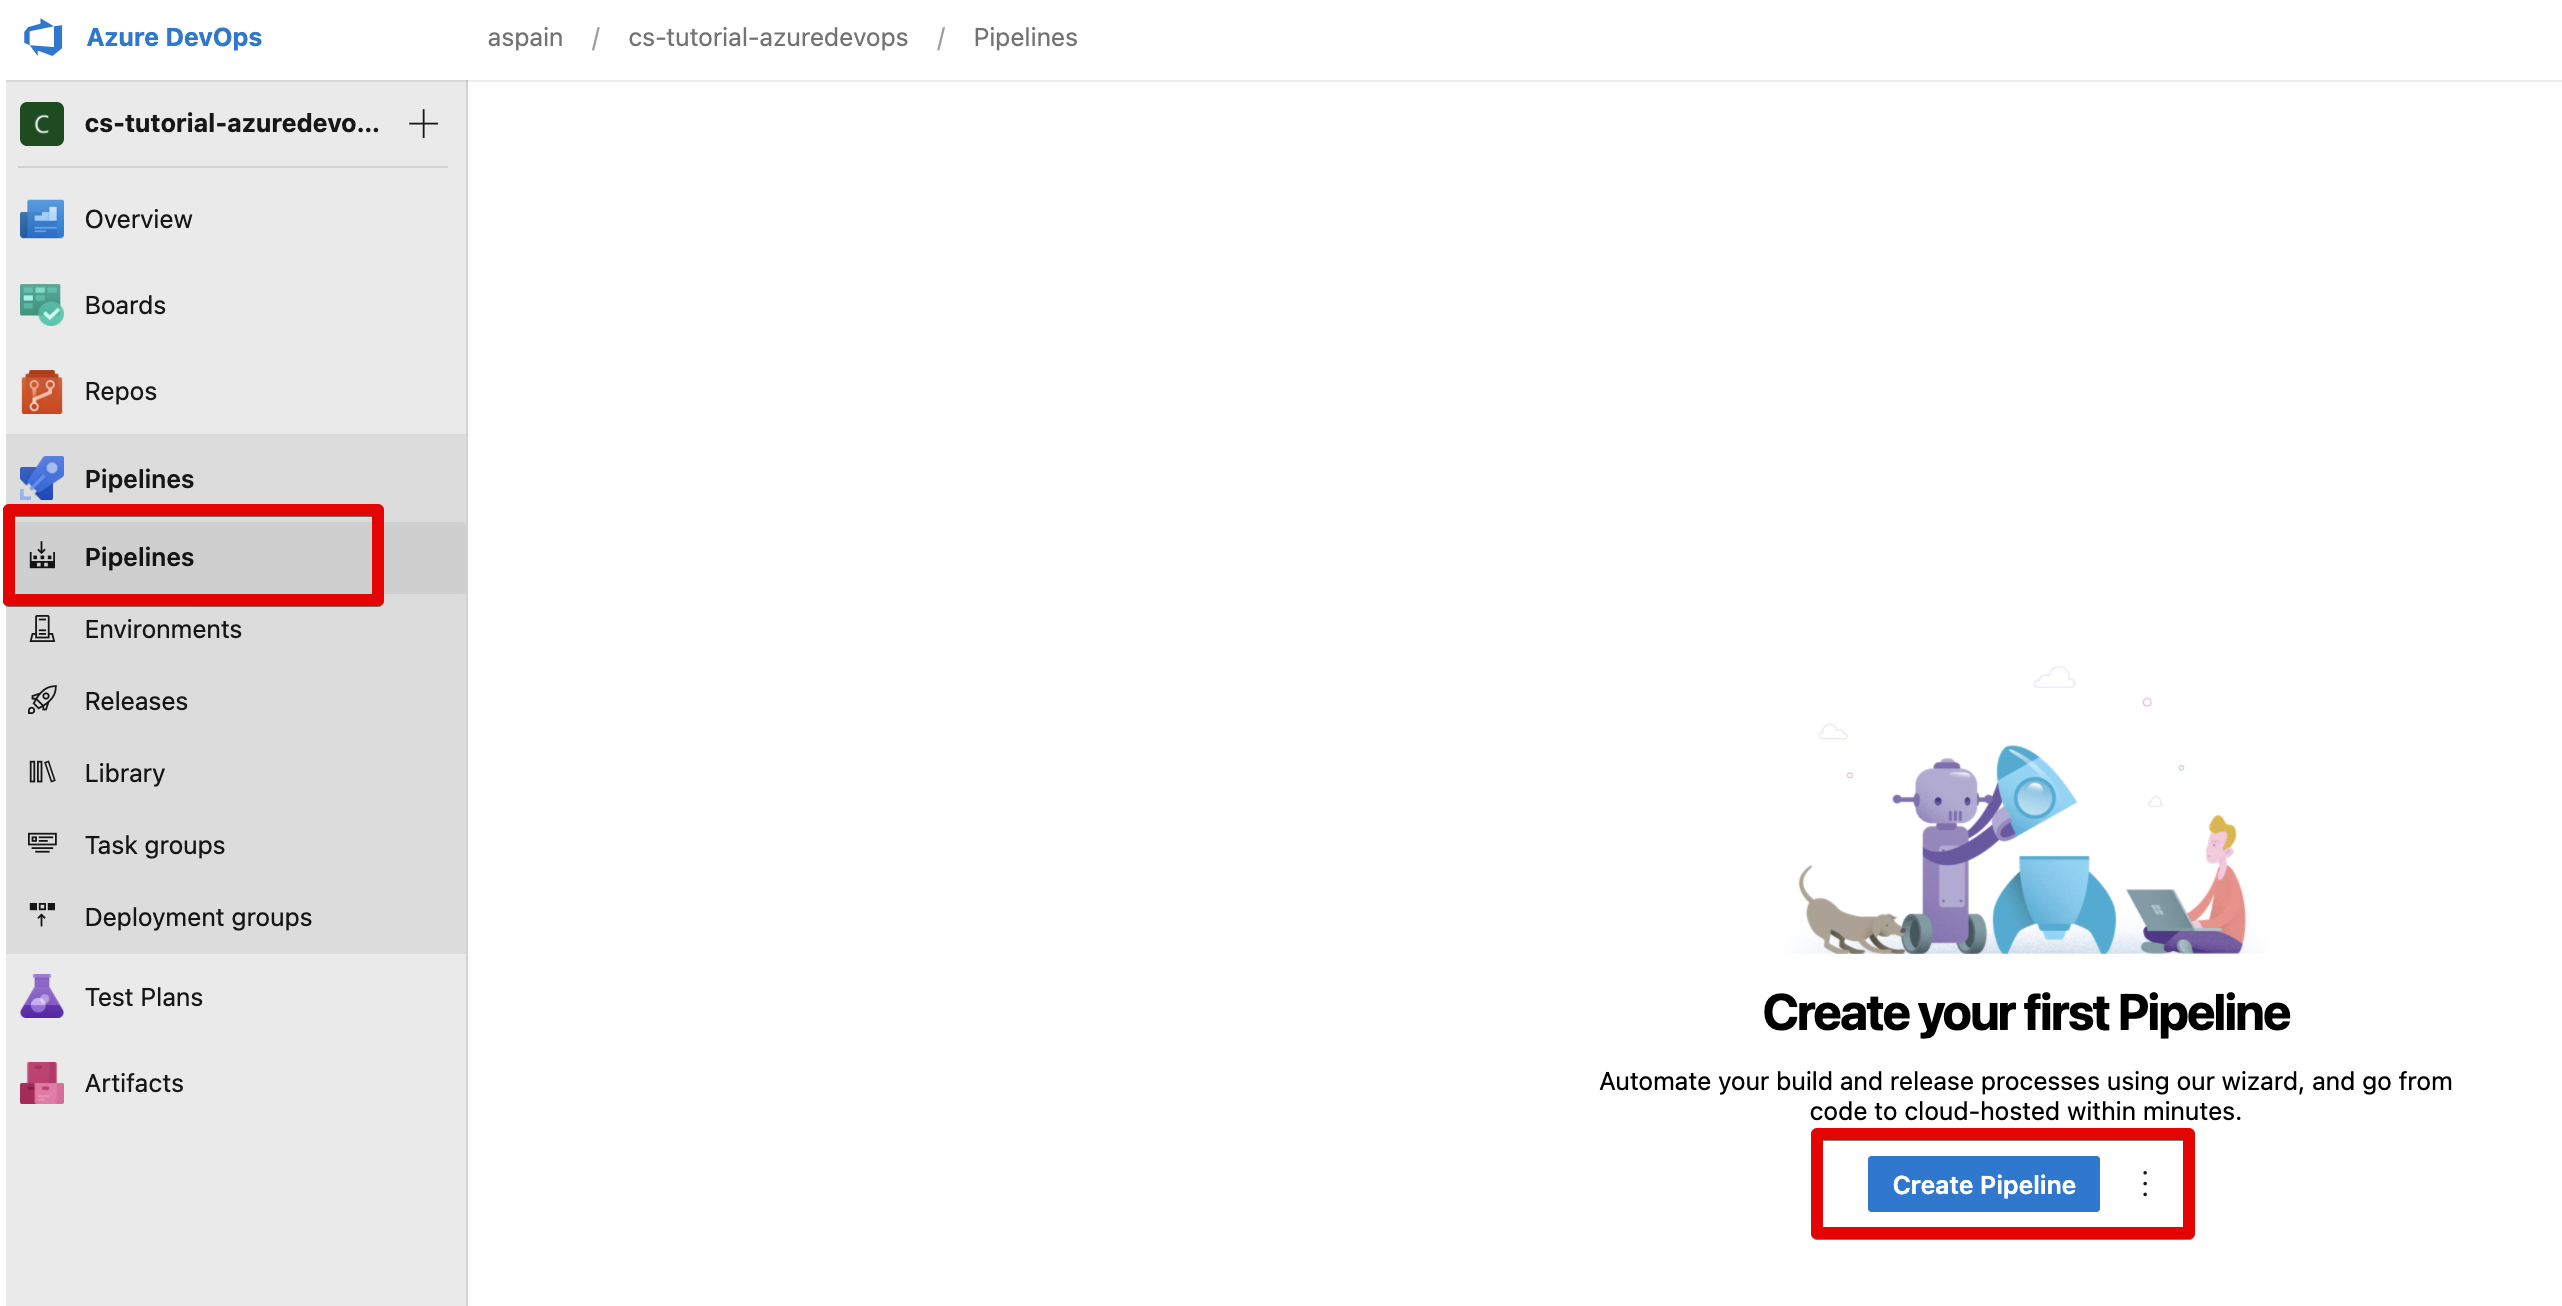 Azure DevOps
aspain / cs-tutorial-azuredevops / Pipelines
C cs-tutorial-azuredevo... +
Overview
Boards
Repos
Pipelines
Pipelines
Environments
Releases
Library
Task groups
Deployment groups
Test Plans
Artifacts
Create your first Pipeline
Automate your build and release processes using our wizard, and go from
code to cloud-hosted within minutes.
Create Pipeline